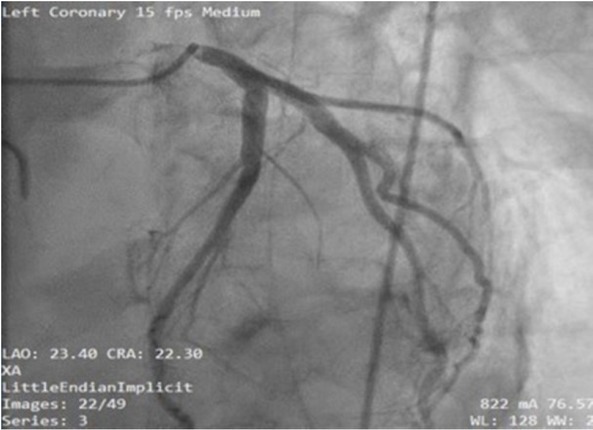 Left Coronary 15 fps Medium
LAO: 23.40 CRA: 22.30
XA
LittleEndianImplicit
Images: 22/49
Series: 3
822 mA 76.57
WL: 128 WW: 2